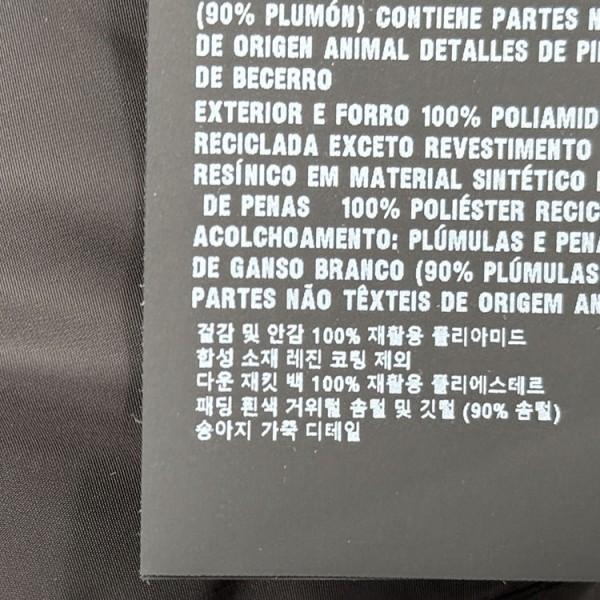 (90% PLUMÓN) CONTIENE PARTES
DE ORIGEN ANIMAL DETALLES DE
DE BECERRO
EXTERIOR E FORRO 100%
RECICLADA EXCETO REVESTIMENTO
RESÍNICO EM MATERIAL SINTÉTICO
DE PENAS 100% POLIÉSTER
ACOLCHOAMENTO: PLÚMULAS E
DE GANSO BRANCO (90% PLÚMULAS
PARTES NÃO TÊXTEIS DE ORIGEM
겉감 및 안감 100% 재활용 폴리아미드
합성 소재 레진 코팅 제외
다운 재킷 백 100% 재활용 폴리에스테르
패딩 흰색 거위털 솜털 및 깃털 (90% 솜털)
송아지 가죽 디테일